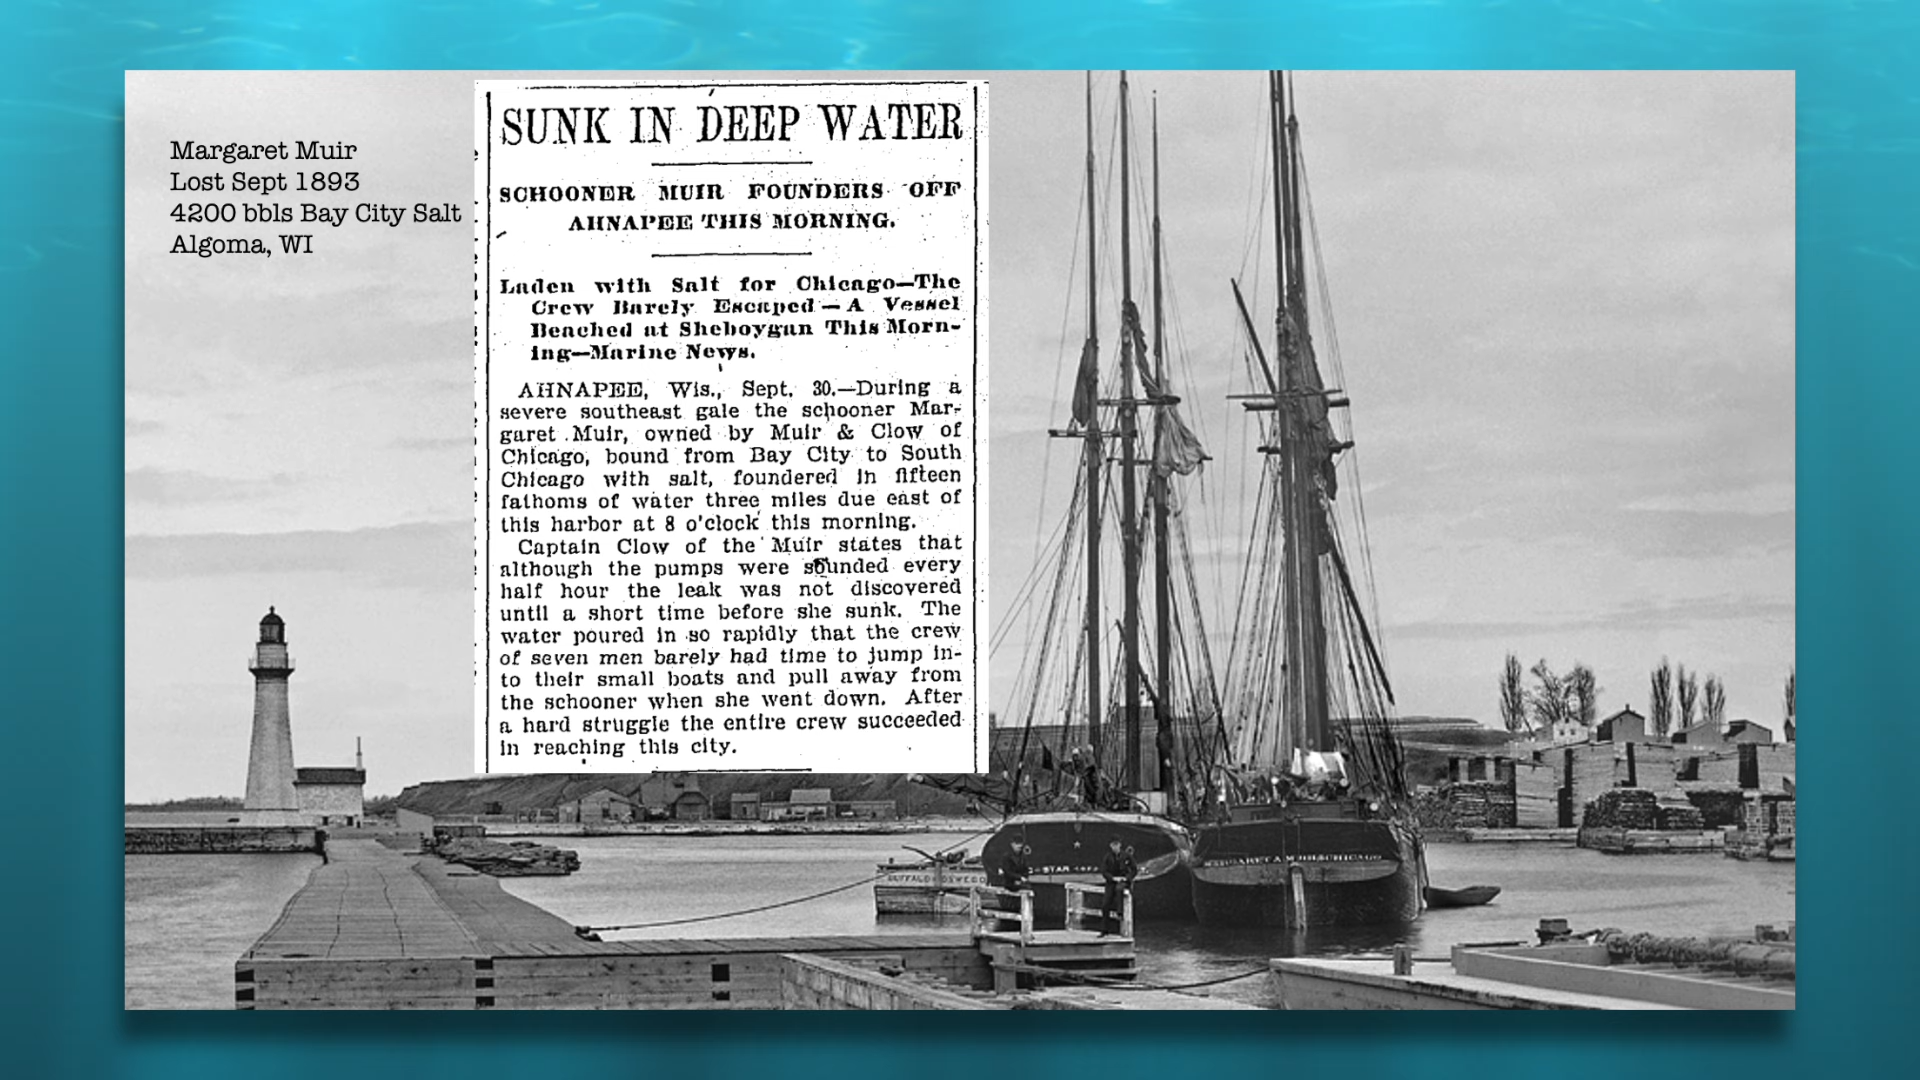 Margaret Muir
Lost Sept 1893
4200 bbls Bay City Salt
Algoma, WI
SUNK IN DEEP WATER
SCHOONER MUIR FOUNDERS OFF
AHNAPEE THIS MORNING.
Laden with Salt for Chicago—The
Crew Barely Escaped—A Vessel
Beached at Sheboygan This Morn-
ing—Marine News.
AHNAPEE, Wis., Sept. 30.—During a
severe southeast gale the schooner Mar-
garet Muir, owned by Muir & Clow of
Chicago, bound from Bay City to South
Chicago with salt, foundered in fifteen
fathoms of water three miles due east of
this harbor at 8 o'clock this morning.
Captain Clow of the Muir states that
although the pumps were sounded every
half hour the leak was not discovered
until a short time before she sunk. The
water poured in so rapidly that the crew
of seven men barely had time to jump in-
to their small boats and pull away from
the schooner when she went down. After
a hard struggle the entire crew succeeded
in reaching this city.
BUFFALO OSWEGO
STAR
MARGARET A MUIR CHICAGO